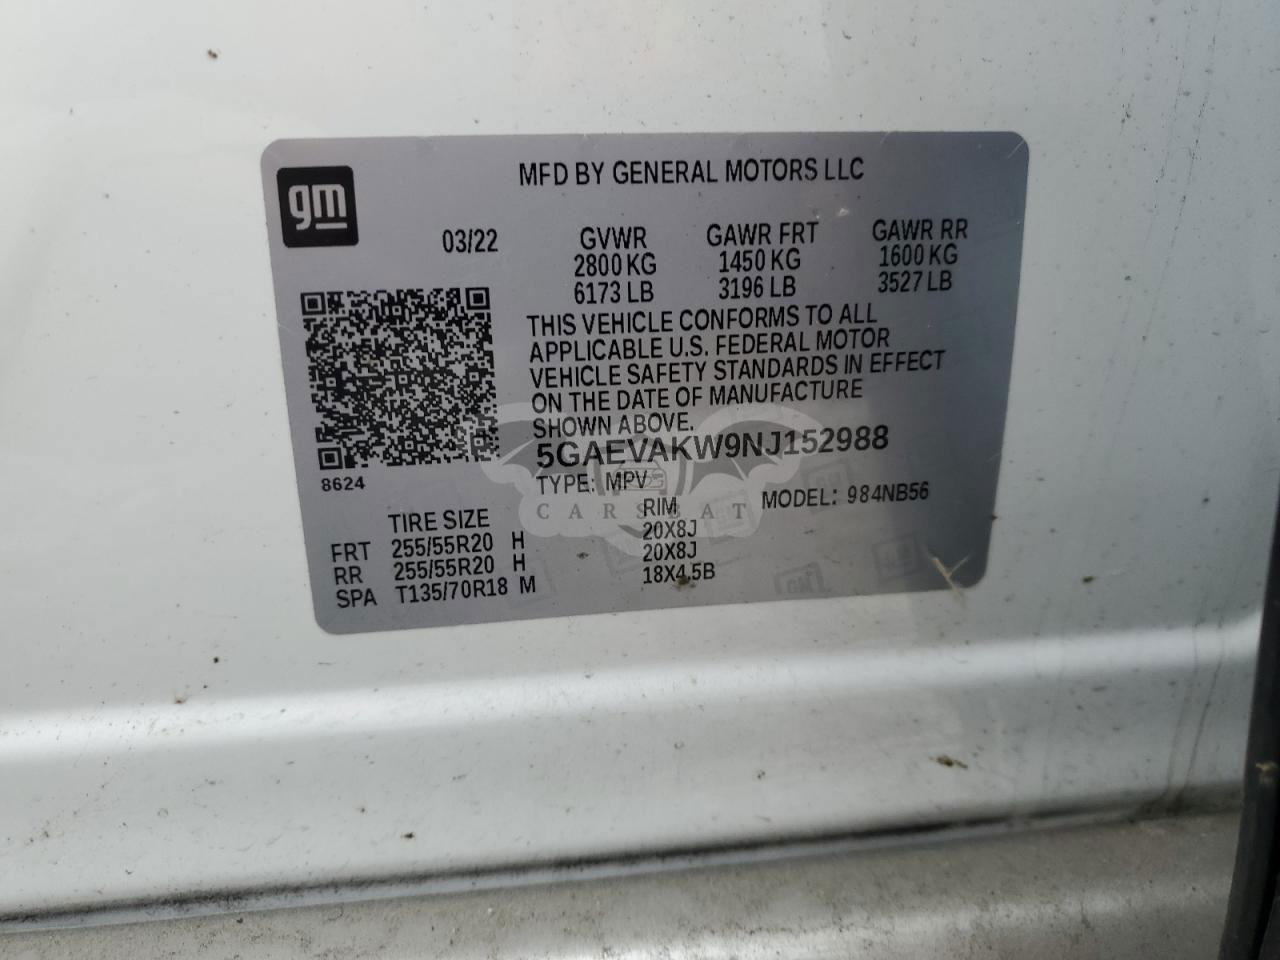 gm
MFD BY GENERAL MOTORS LLC
03/22
GVWR GAWR FRT GAWR RR
2800 KG 1450 KG 1600 KG
6173 LB 3196 LB 3527 LB
THIS VEHICLE CONFORMS TO ALL
APPLICABLE U.S. FEDERAL MOTOR
VEHICLE SAFETY STANDARDS IN EFFECT
ON THE DATE OF MANUFACTURE
SHOWN ABOVE.
5GAEVAKW9NJ152988
8624
TYPE: MPV MODEL: 984NB56
CARSBAT
TIRE SIZE RIM
FRT 255/55R20 H 20X8J
RR 255/55R20 H 20X8J
SPA T135/70R18 M 18X4.5B